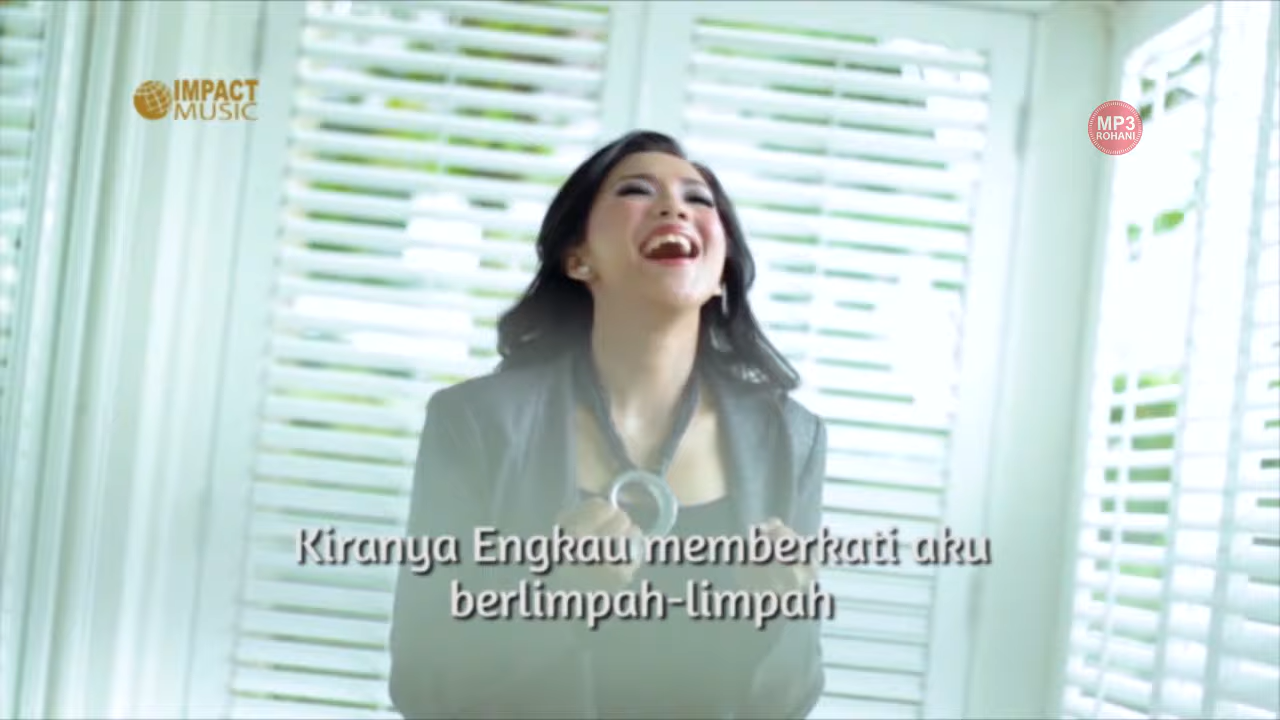 IMPACT
MUSIC
MP3
ROHANI
Kiranya Engkau memberkati aku
berlimpah-limpah